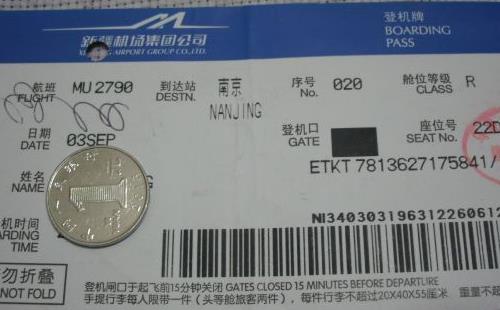 新疆机场集团公司
XINJIANG AIRPORT GROUP CO.,LTD.
登机牌
BOARDING
PASS
航班 MU2790 到达站 南京 序号 020 舱位等级 R
FLIGHT DESTN. NANJING No. CLASS
日期 03SEP 登机口 座位号 22D
DATE GATE SEAT NO.
ETKT 7813627175841/
姓名
NAME
机时间
BOARDING
TIME
勿折叠
NOT FOLD
登机闸口于起飞前15分钟关闭 GATES CLOSED 15 MINUTES BEFORE DEPARTURE
手提行李每人限带一件（头等舱旅客两件），每件行李不超过20X40X55厘米